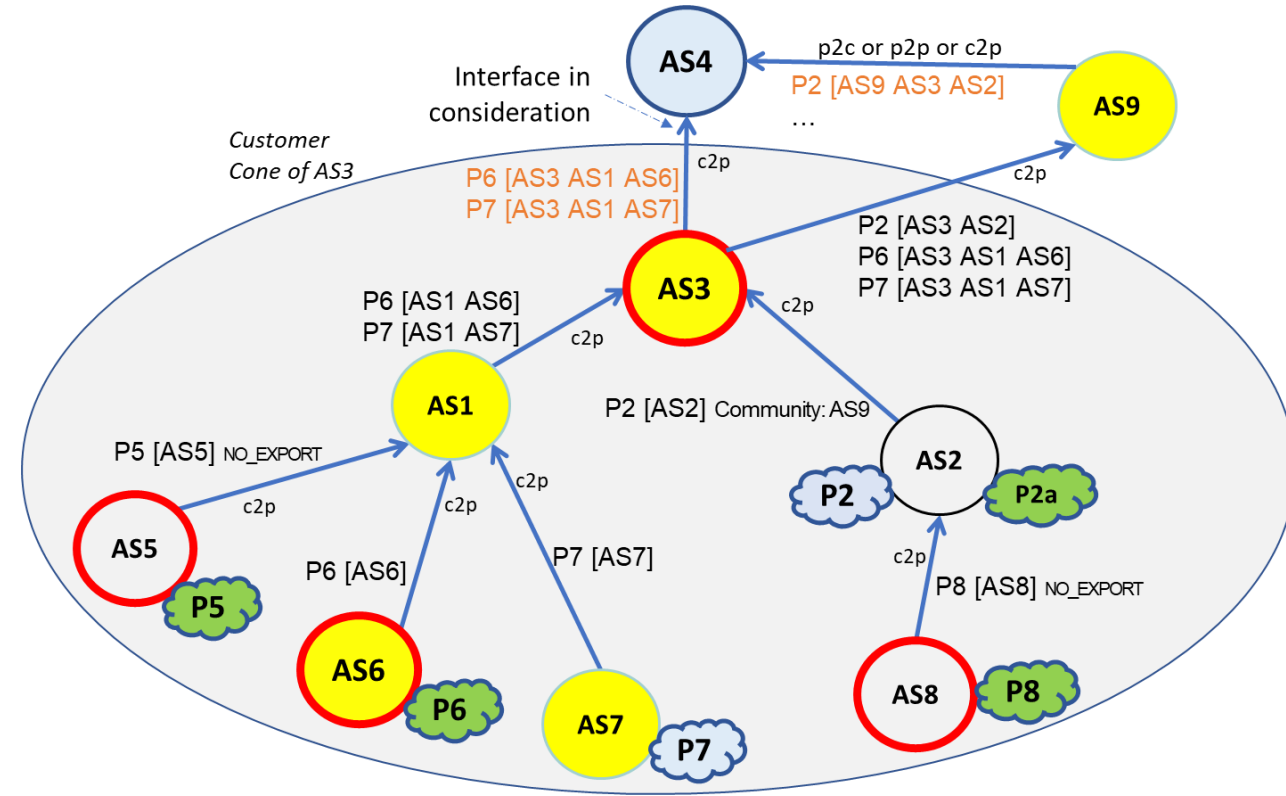 AS4
p2c or p2p or c2p
P2 [AS9 AS3 AS2]
...
AS9
Interface in
consideration
Customer
Cone of AS3
c2p
c2p
P6 [AS3 AS1 AS6]
P7 [AS3 AS1 AS7]
P2 [AS3 AS2]
P6 [AS3 AS1 AS6]
P7 [AS3 AS1 AS7]
AS3
P6 [AS1 AS6]
P7 [AS1 AS7]
c2p
c2p
AS1
P2 [AS2] Community: AS9
P5 [AS5] NO_EXPORT
c2p
AS2
P2
P2a
c2p
c2p
AS5
P5
P6 [AS6]
P7 [AS7]
c2p
P8 [AS8] NO_EXPORT
AS6
P6
AS7
P7
AS8
P8